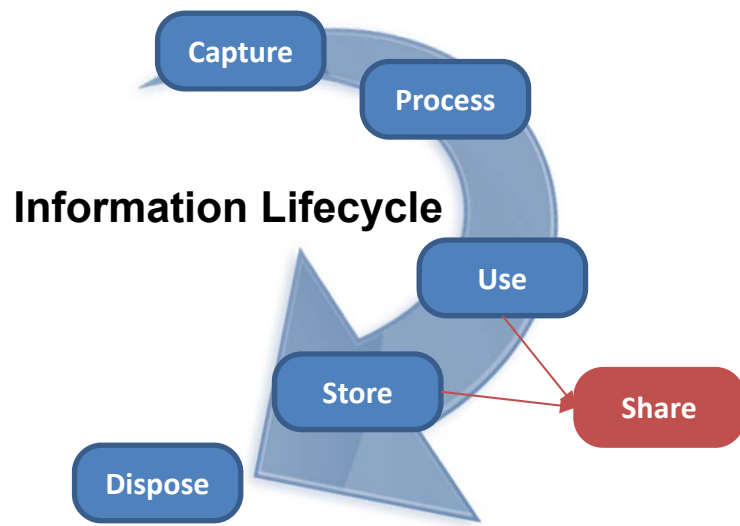 Capture
Process
Information Lifecycle
Use
Store
Share
Dispose